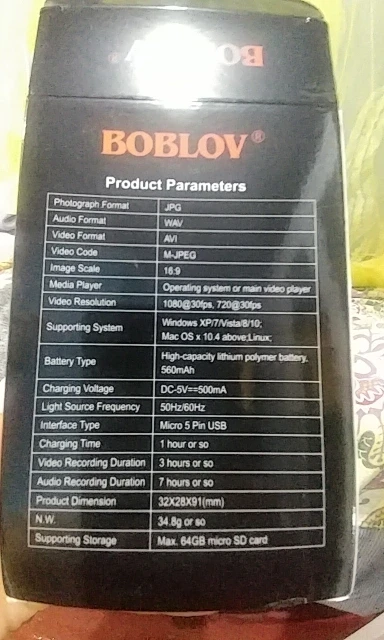 BOBLOV
BOBLOV®
Product Parameters
Photograph Format JPG
Audio Format WAV
Video Format AVI
Video Code M-JPEG
Image Scale 16:9
Media Player Operating system or main video player
Video Resolution 1080@30fps, 720@30fps
Supporting System Windows XP/7/Vista/8/10;
Mac OS x 10.4 above;Linux;
Battery Type High-capacity lithium polymer battery,
560mAh
Charging Voltage DC-5V==500mA
Light Source Frequency 50Hz/60Hz
Interface Type Micro 5 Pin USB
Charging Time 1 hour or so
Video Recording Duration 3 hours or so
Audio Recording Duration 7 hours or so
Product Dimension 32X28X91(mm)
N.W. 34.8g or so
Supporting Storage Max. 64GB micro SD card